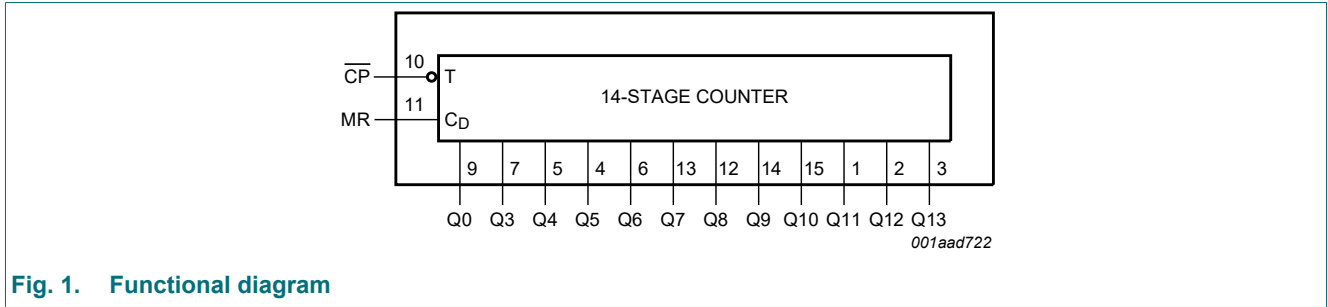 10
C̅P̅ T
14-STAGE COUNTER
11
MR CD
9 7 5 4 6 13 12 14 15 1 2 3
Q0 Q3 Q4 Q5 Q6 Q7 Q8 Q9 Q10 Q11 Q12 Q13
001aad722
Fig. 1. Functional diagram